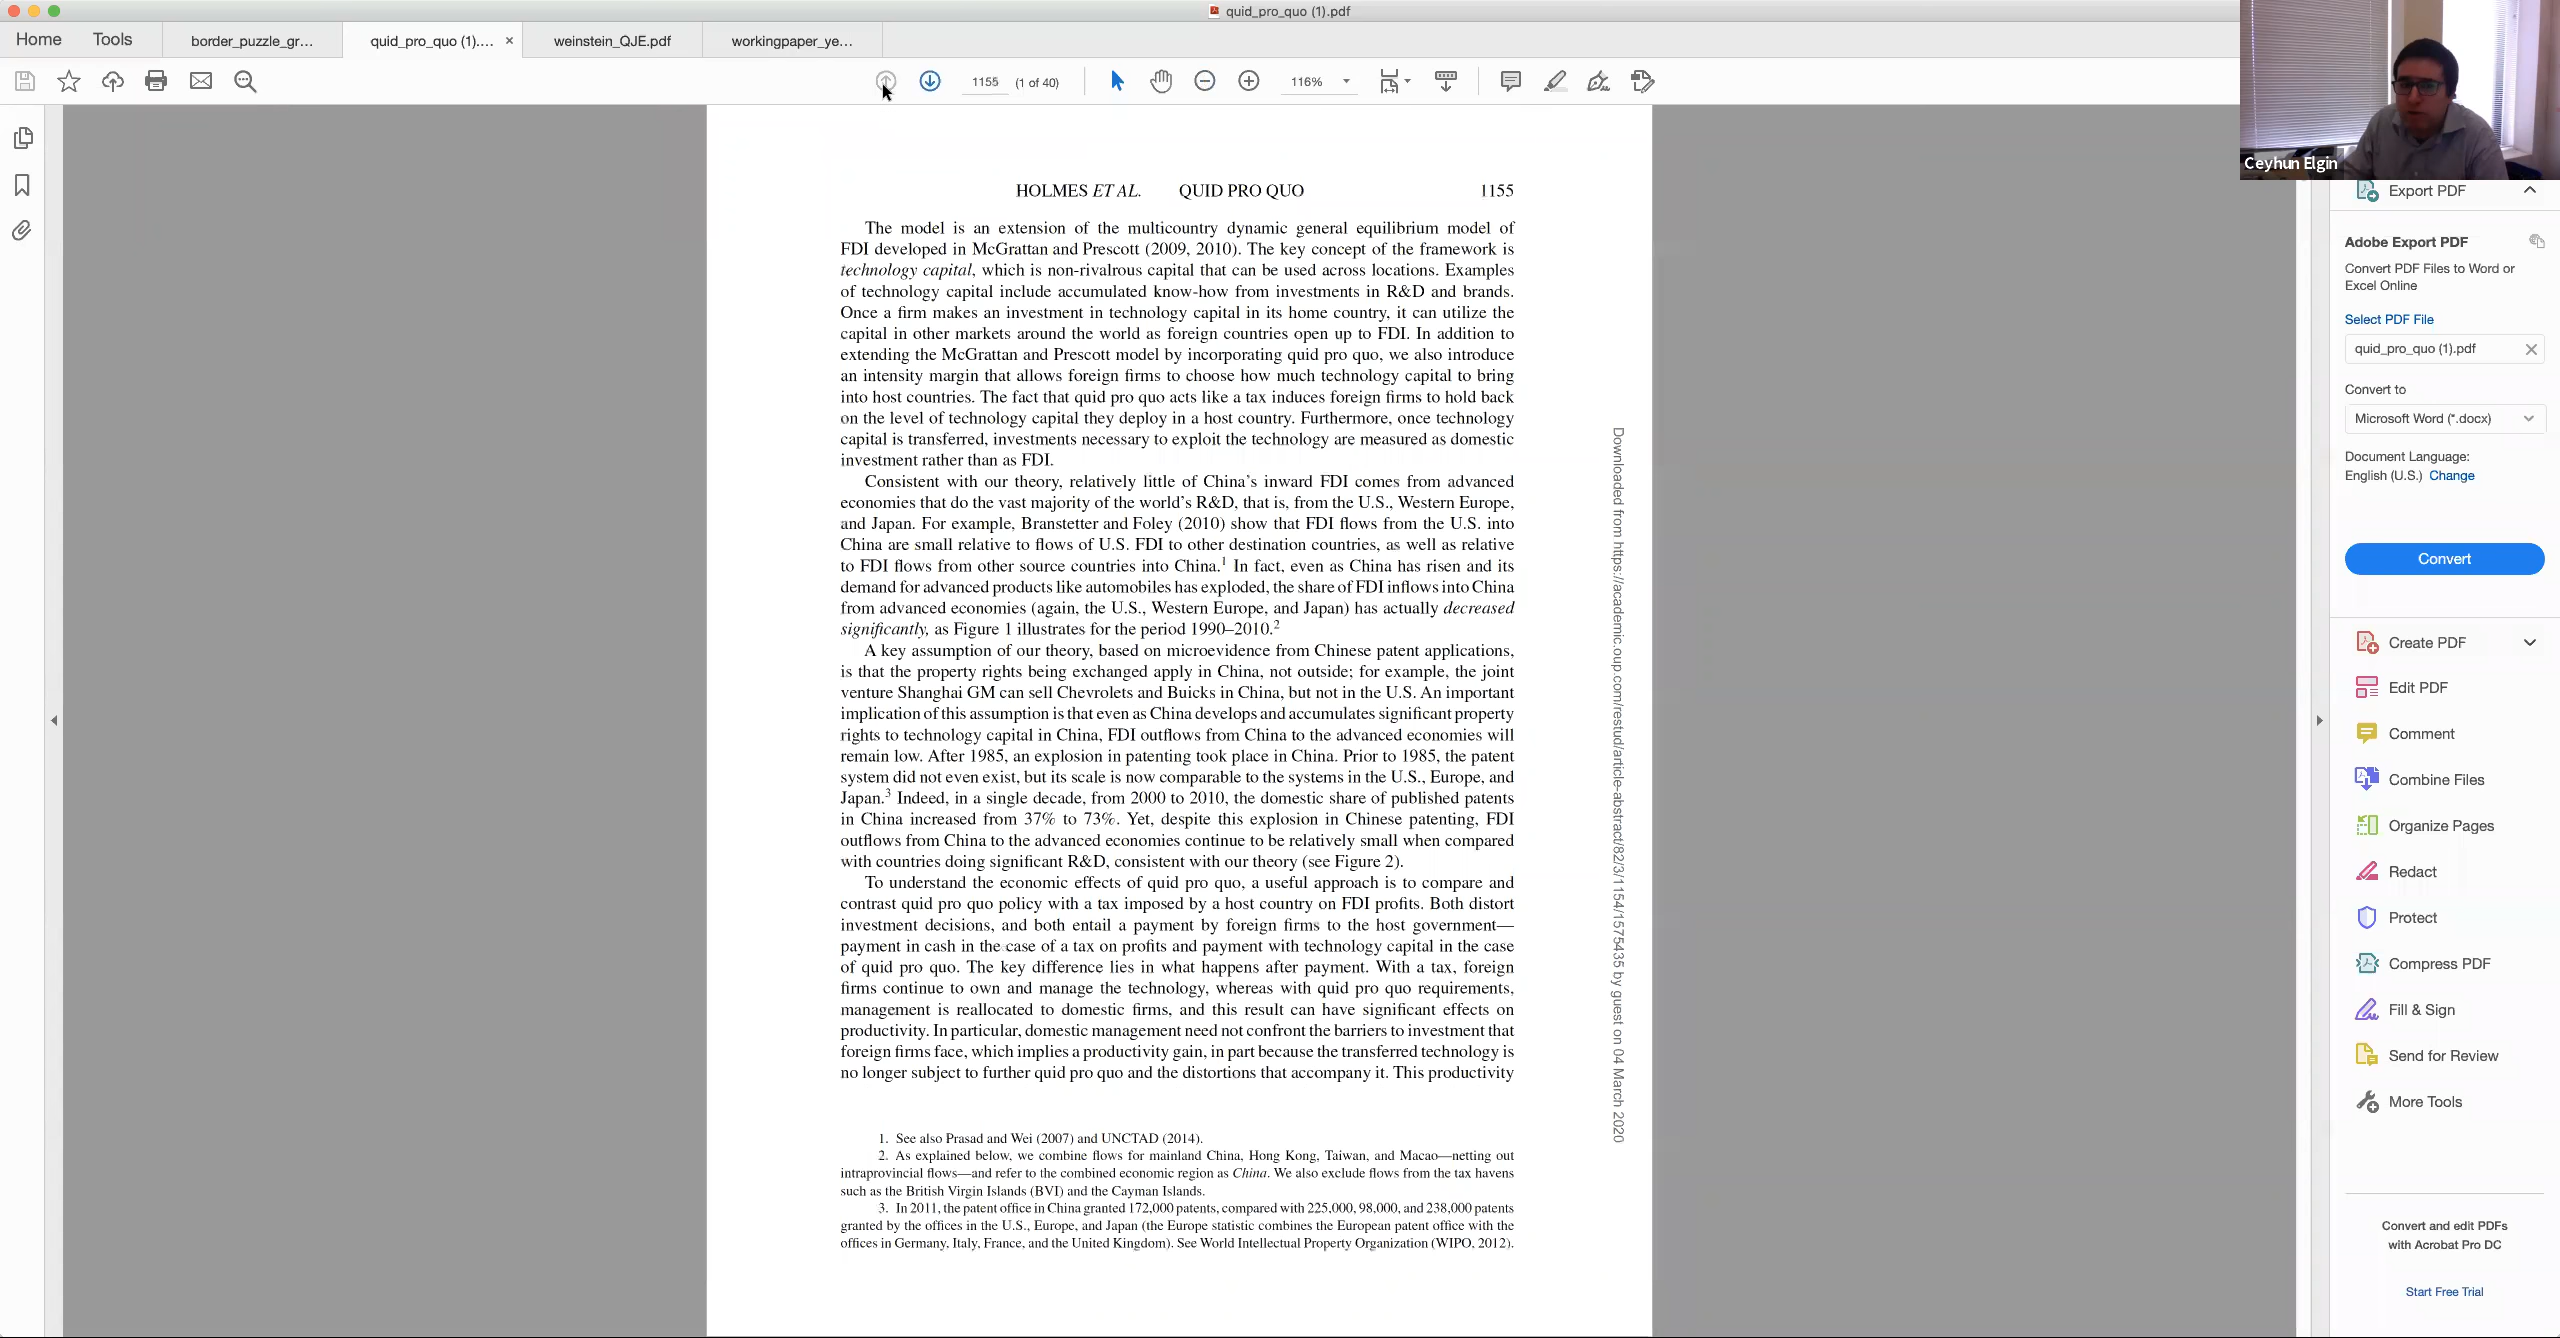 quid_pro_quo (1).pdf
Home
Tools
border_puzzle_gr...
quid_pro_quo (1)....
weinstein_QJE.pdf
workingpaper_ye...
1155
(1 of 40)
116%
Ceyhun Elgin
HOLMES ET AL. QUID PRO QUO 1155
The model is an extension of the multicountry dynamic general equilibrium model of
FDI developed in McGrattan and Prescott (2009, 2010). The key concept of the framework is
technology capital, which is non-rivalrous capital that can be used across locations. Examples
of technology capital include accumulated know-how from investments in R&D and brands.
Once a firm makes an investment in technology capital in its home country, it can utilize the
capital in other markets around the world as foreign countries open up to FDI. In addition to
extending the McGrattan and Prescott model by incorporating quid pro quo, we also introduce
an intensity margin that allows foreign firms to choose how much technology capital to bring
into host countries. The fact that quid pro quo acts like a tax induces foreign firms to hold back
on the level of technology capital they deploy in a host country. Furthermore, once technology
capital is transferred, investments necessary to exploit the technology are measured as domestic
investment rather than as FDI.
Consistent with our theory, relatively little of China's inward FDI comes from advanced
economies that do the vast majority of the world's R&D, that is, from the U.S., Western Europe,
and Japan. For example, Branstetter and Foley (2010) show that FDI flows from the U.S. into
China are small relative to flows of U.S. FDI to other destination countries, as well as relative
to FDI flows from other source countries into China.1 In fact, even as China has risen and its
demand for advanced products like automobiles has exploded, the share of FDI inflows into China
from advanced economies (again, the U.S., Western Europe, and Japan) has actually decreased
significantly, as Figure 1 illustrates for the period 1990–2010.2
A key assumption of our theory, based on microevidence from Chinese patent applications,
is that the property rights being exchanged apply in China, not outside; for example, the joint
venture Shanghai GM can sell Chevrolets and Buicks in China, but not in the U.S. An important
implication of this assumption is that even as China develops and accumulates significant property
rights to technology capital in China, FDI outflows from China to the advanced economies will
remain low. After 1985, an explosion in patenting took place in China. Prior to 1985, the patent
system did not even exist, but its scale is now comparable to the systems in the U.S., Europe, and
Japan.3 Indeed, in a single decade, from 2000 to 2010, the domestic share of published patents
in China increased from 37% to 73%. Yet, despite this explosion in Chinese patenting, FDI
outflows from China to the advanced economies continue to be relatively small when compared
with countries doing significant R&D, consistent with our theory (see Figure 2).
To understand the economic effects of quid pro quo, a useful approach is to compare and
contrast quid pro quo policy with a tax imposed by a host country on FDI profits. Both distort
investment decisions, and both entail a payment by foreign firms to the host government—
payment in cash in the case of a tax on profits and payment with technology capital in the case
of quid pro quo. The key difference lies in what happens after payment. With a tax, foreign
firms continue to own and manage the technology, whereas with quid pro quo requirements,
management is reallocated to domestic firms, and this result can have significant effects on
productivity. In particular, domestic management need not confront the barriers to investment that
foreign firms face, which implies a productivity gain, in part because the transferred technology is
no longer subject to further quid pro quo and the distortions that accompany it. This productivity
1. See also Prasad and Wei (2007) and UNCTAD (2014).
2. As explained below, we combine flows for mainland China, Hong Kong, Taiwan, and Macao—netting out
intraprovincial flows—and refer to the combined economic region as China. We also exclude flows from the tax havens
such as the British Virgin Islands (BVI) and the Cayman Islands.
3. In 2011, the patent office in China granted 172,000 patents, compared with 225,000, 98,000, and 238,000 patents
granted by the offices in the U.S., Europe, and Japan (the Europe statistic combines the European patent office with the
offices in Germany, Italy, France, and the United Kingdom). See World Intellectual Property Organization (WIPO, 2012).
Downloaded from https://academic.oup.com/restud/article-abstract/82/3/1154/1575435 by guest on 04 March 2020
Export PDF
Adobe Export PDF
Convert PDF Files to Word or
Excel Online
Select PDF File
quid_pro_quo (1).pdf
Convert to
Microsoft Word (*.docx)
Document Language:
English (U.S.) Change
Convert
Create PDF
Edit PDF
Comment
Combine Files
Organize Pages
Redact
Protect
Compress PDF
Fill & Sign
Send for Review
More Tools
Convert and edit PDFs
with Acrobat Pro DC
Start Free Trial